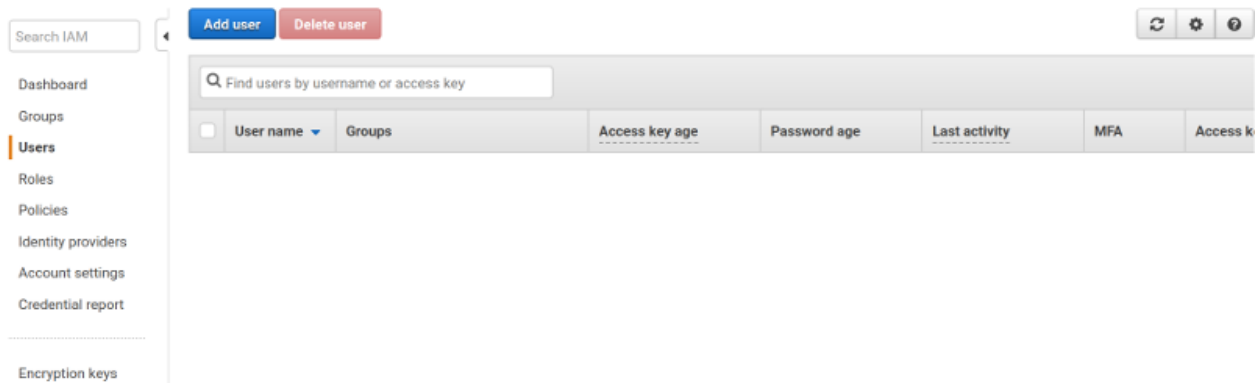 Search IAM
Add user
Delete user
Dashboard
Groups
Users
Roles
Policies
Identity providers
Account settings
Credential report
Encryption keys
Find users by username or access key
User name Groups Access key age Password age Last activity MFA Access k